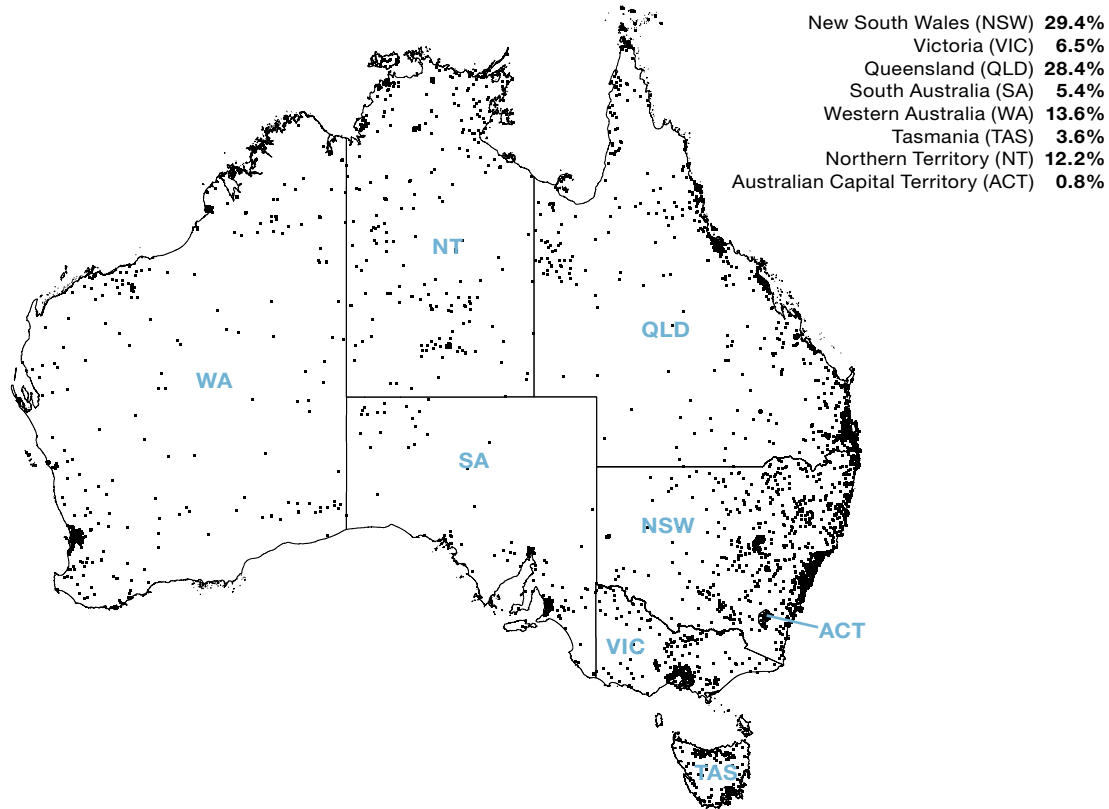 New South Wales (NSW) 29.4%
Victoria (VIC) 6.5%
Queensland (QLD) 28.4%
South Australia (SA) 5.4%
Western Australia (WA) 13.6%
Tasmania (TAS) 3.6%
Northern Territory (NT) 12.2%
Australian Capital Territory (ACT) 0.8%
NT
QLD
WA
SA
NSW
ACT
VIC
TAS